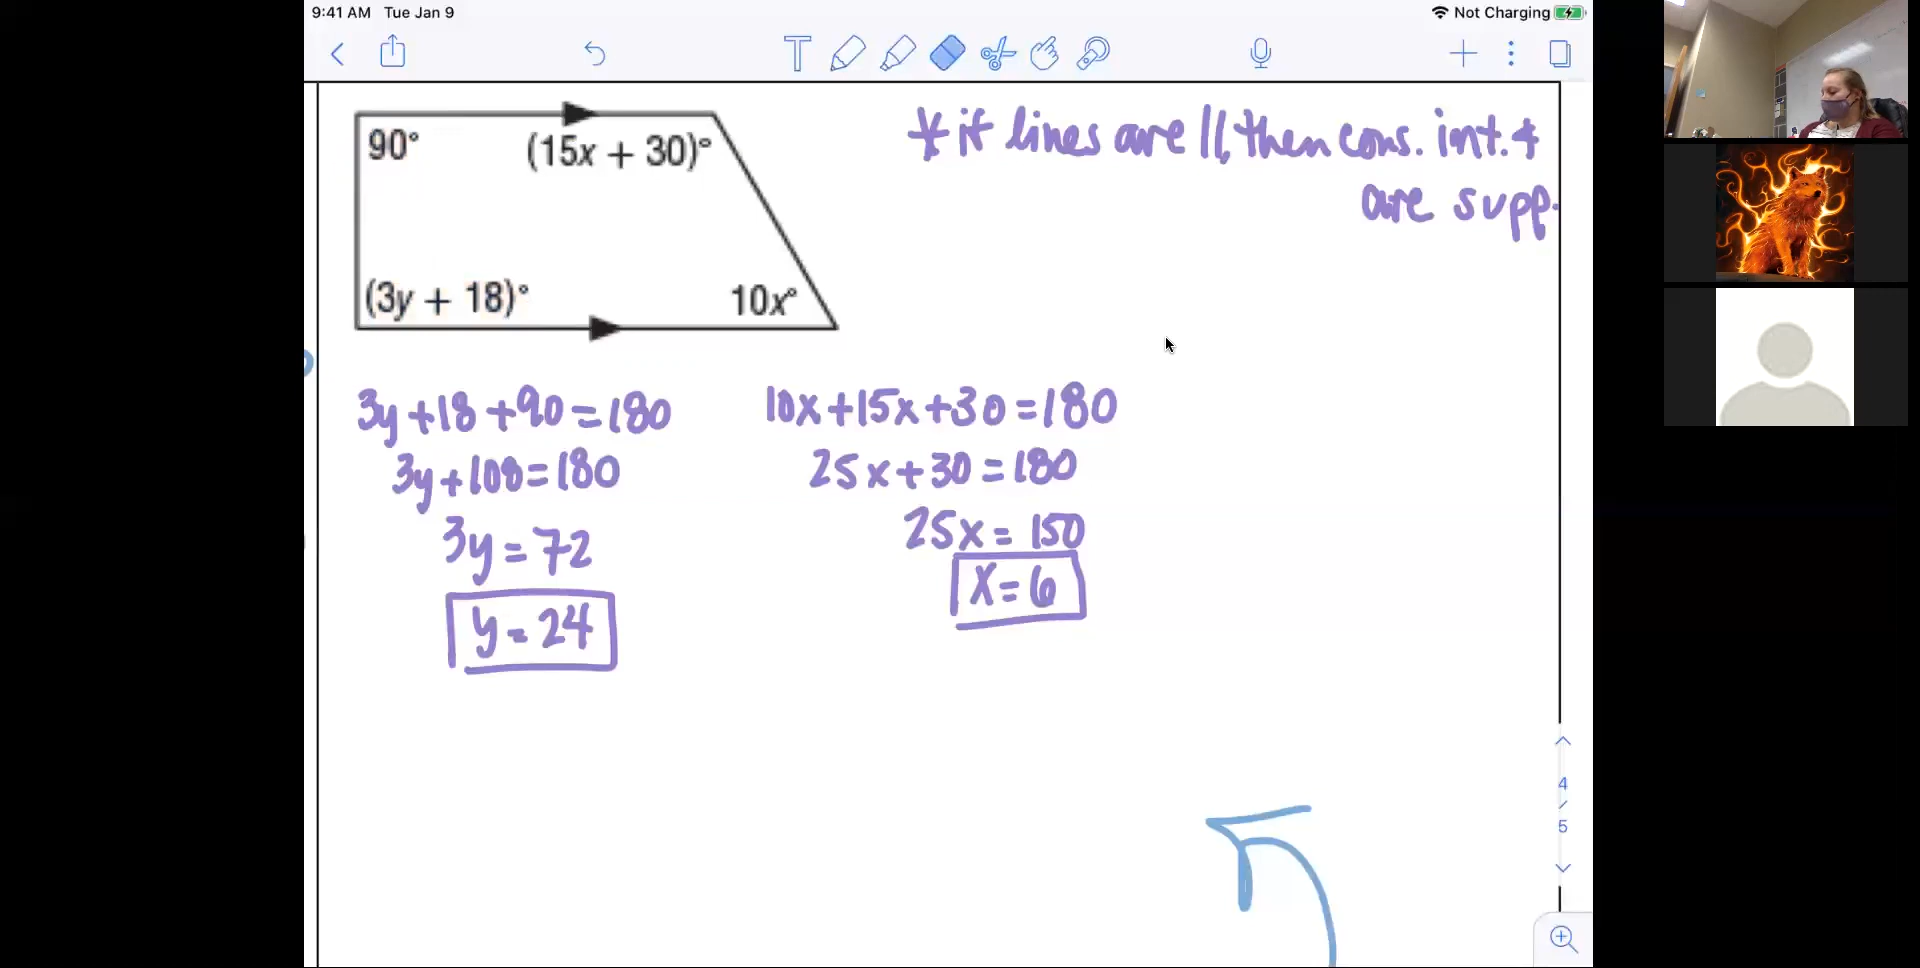 9:41 AM Tue Jan 9
Not Charging
T
90°
(15x + 30)°
(3y + 18)°
10x°
* if lines are ||, then cons. int. ∠
are supp.
3y+18+90=180
3y+108=180
3y=72
y=24
10x+15x+30=180
25x+30=180
25x=150
x=6
4
/
5